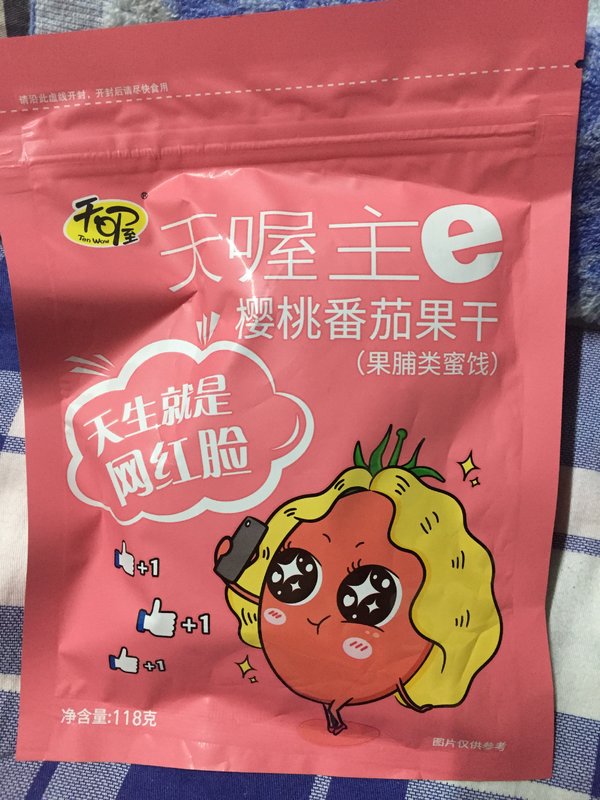 请沿此虚线开封，开封后请尽快食用
天喔
®
Ten Wow
天喔主e
樱桃番茄果干
(果脯类蜜饯)
天生就是
网红脸
+1
+1
+1
净含量:118克
图片仅供参考